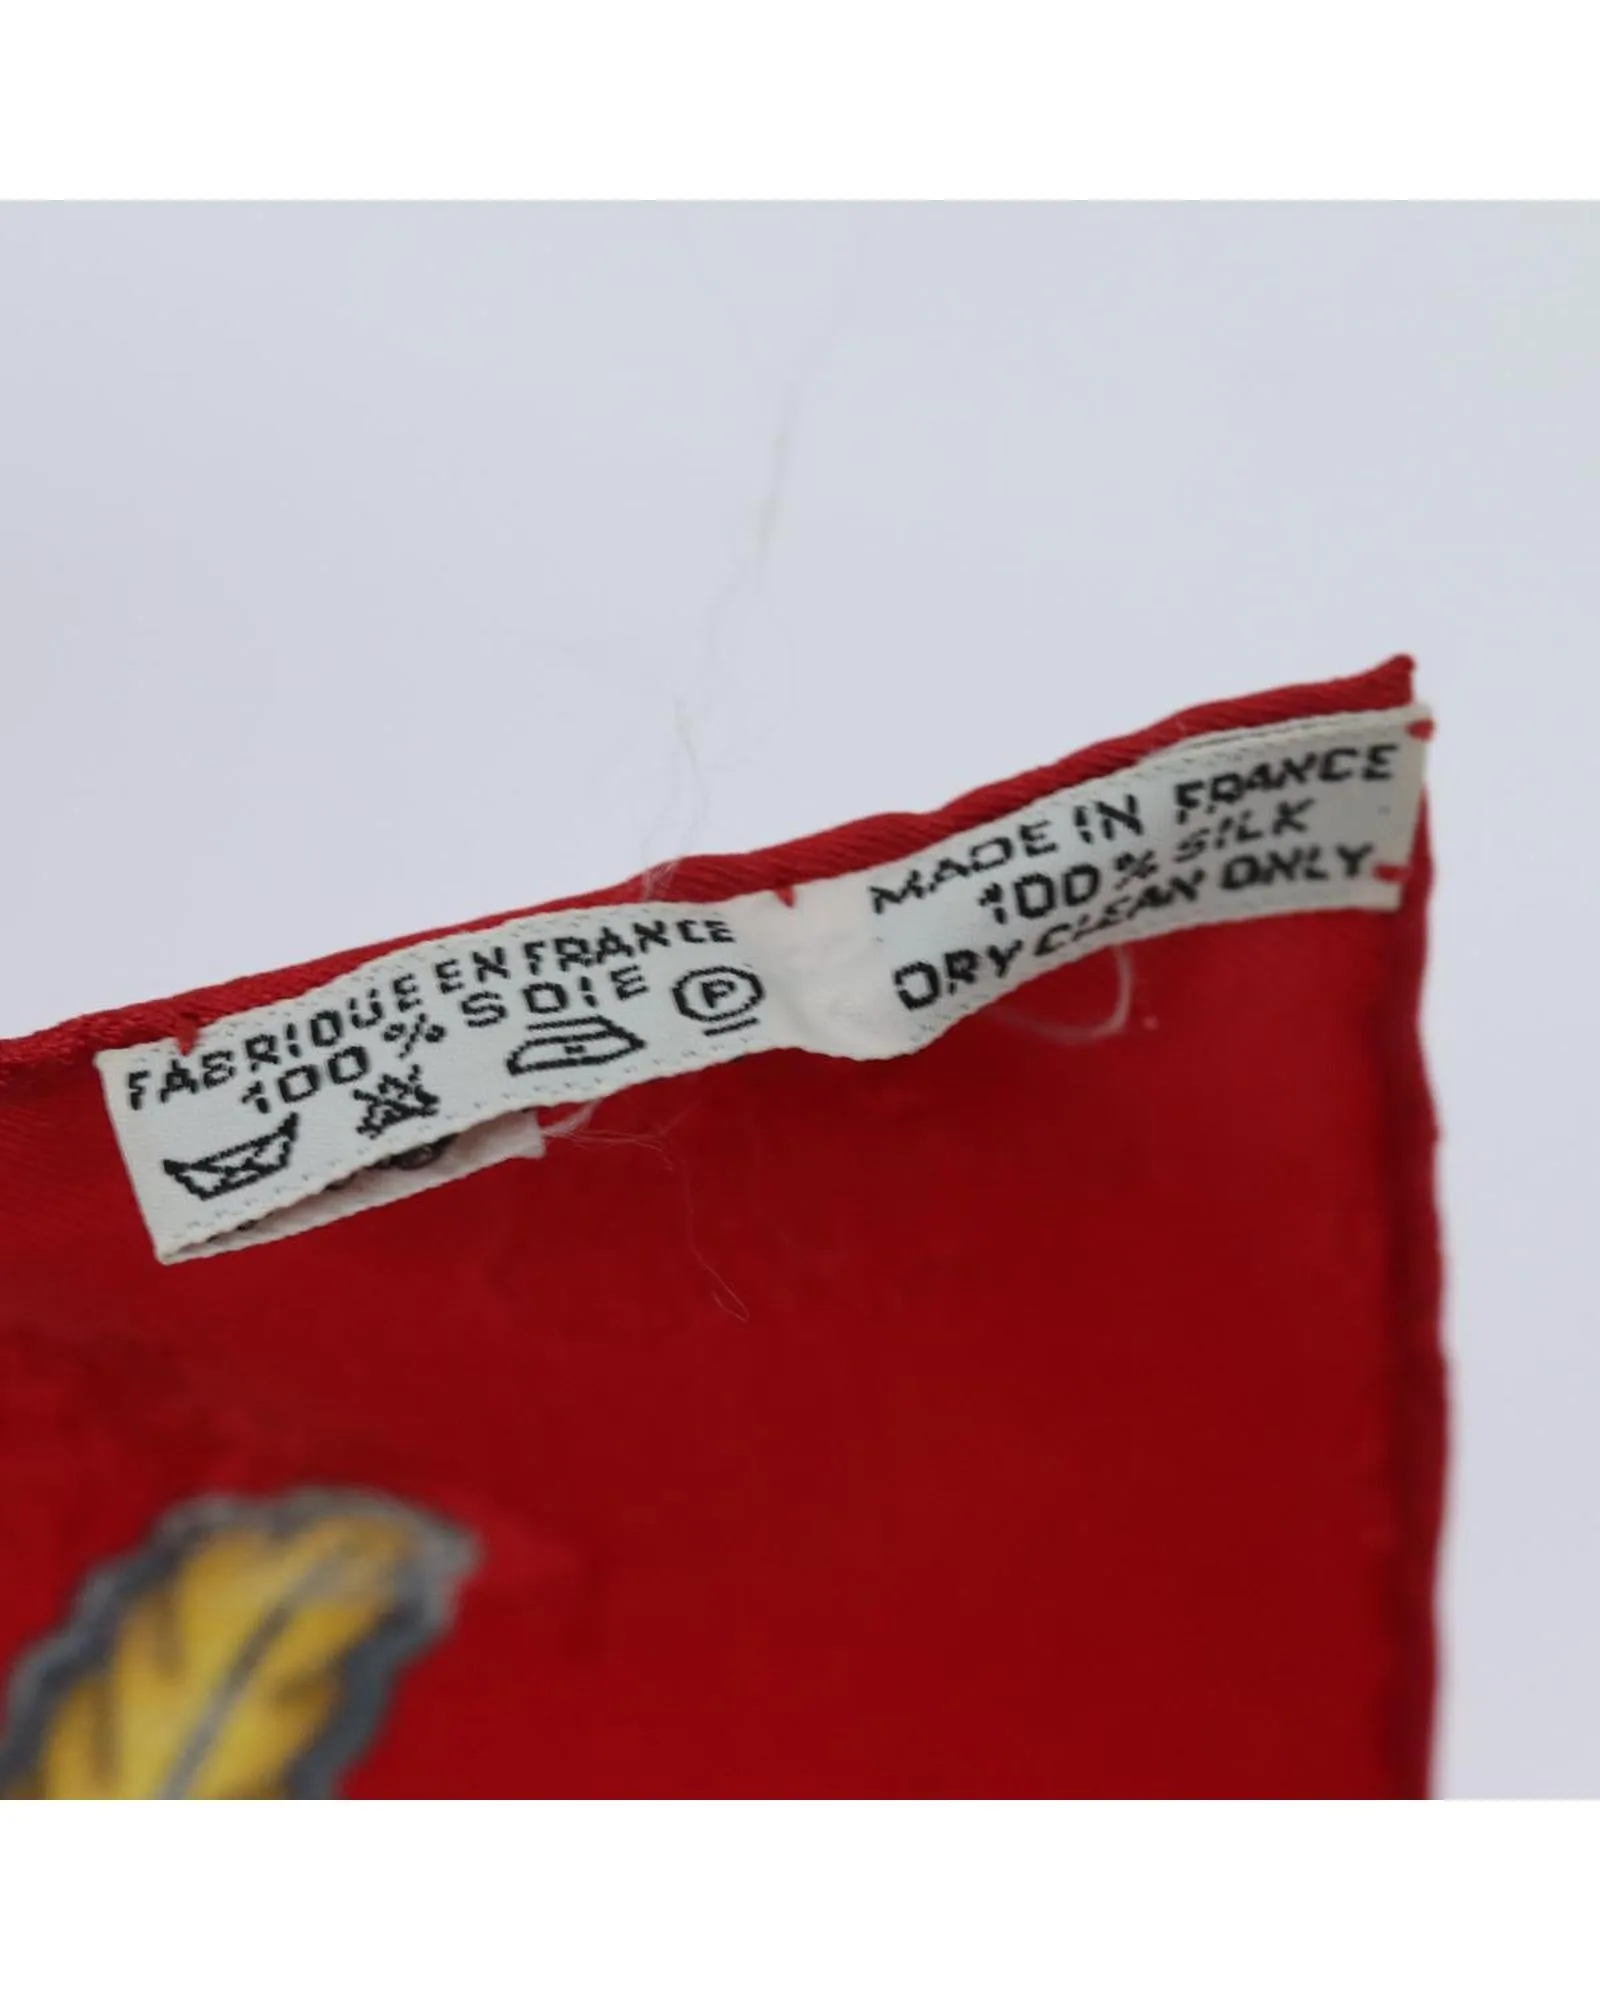 FABRIQUE EN FRANCE
100% SOIE
P
MADE IN FRANCE
100% SILK
DRY CLEAN ONLY